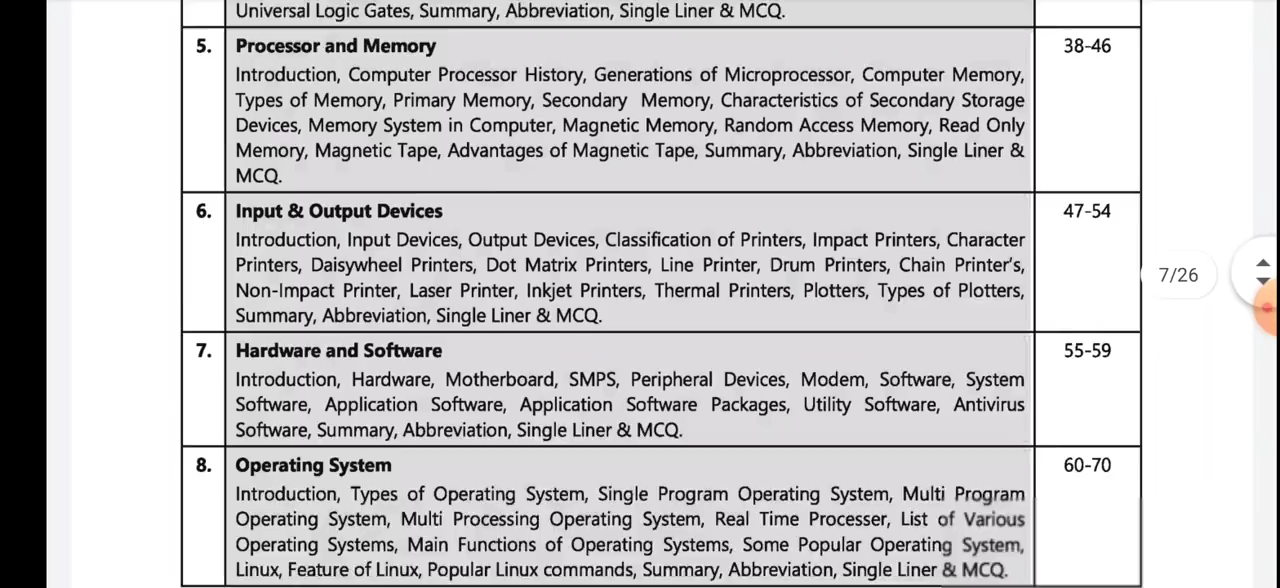 Universal Logic Gates, Summary, Abbreviation, Single Liner & MCQ.
5. Processor and Memory 38-46
Introduction, Computer Processor History, Generations of Microprocessor, Computer Memory,
Types of Memory, Primary Memory, Secondary Memory, Characteristics of Secondary Storage
Devices, Memory System in Computer, Magnetic Memory, Random Access Memory, Read Only
Memory, Magnetic Tape, Advantages of Magnetic Tape, Summary, Abbreviation, Single Liner &
MCQ.
6. Input & Output Devices 47-54
Introduction, Input Devices, Output Devices, Classification of Printers, Impact Printers, Character
Printers, Daisywheel Printers, Dot Matrix Printers, Line Printer, Drum Printers, Chain Printer's,
Non-Impact Printer, Laser Printer, Inkjet Printers, Thermal Printers, Plotters, Types of Plotters,
Summary, Abbreviation, Single Liner & MCQ.
7/26
7. Hardware and Software 55-59
Introduction, Hardware, Motherboard, SMPS, Peripheral Devices, Modem, Software, System
Software, Application Software, Application Software Packages, Utility Software, Antivirus
Software, Summary, Abbreviation, Single Liner & MCQ.
8. Operating System 60-70
Introduction, Types of Operating System, Single Program Operating System, Multi Program
Operating System, Multi Processing Operating System, Real Time Processer, List of Various
Operating Systems, Main Functions of Operating Systems, Some Popular Operating System,
Linux, Feature of Linux, Popular Linux commands, Summary, Abbreviation, Single Liner & MCQ.